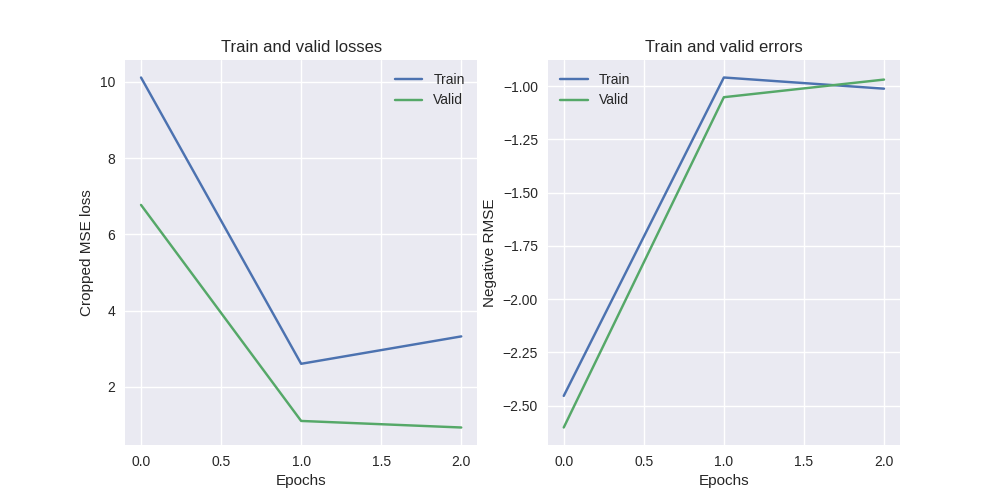 Train and valid losses
Cropped MSE loss
10
8
6
4
2
Train
Valid
0.0 0.5 1.0 1.5 2.0
Epochs
Train and valid errors
Negative RMSE
−1.00
−1.25
−1.50
−1.75
−2.00
−2.25
−2.50
Train
Valid
0.0 0.5 1.0 1.5 2.0
Epochs